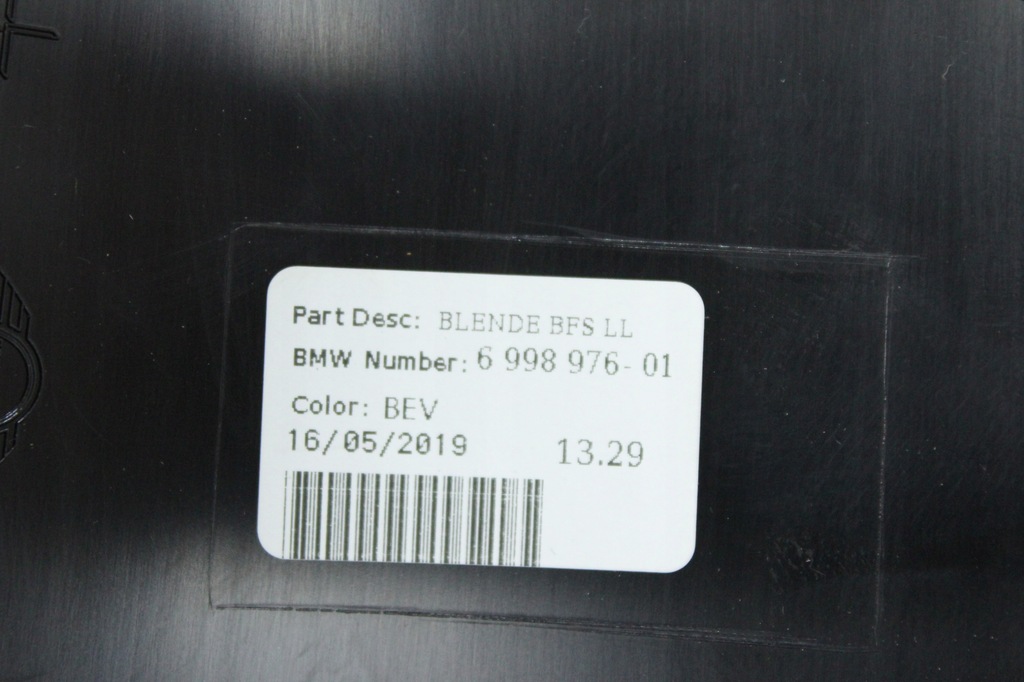 Part Desc: BLENDE BFS LL
BMW Number: 6 998 976- 01
Color: BEV
16/05/2019 13.29